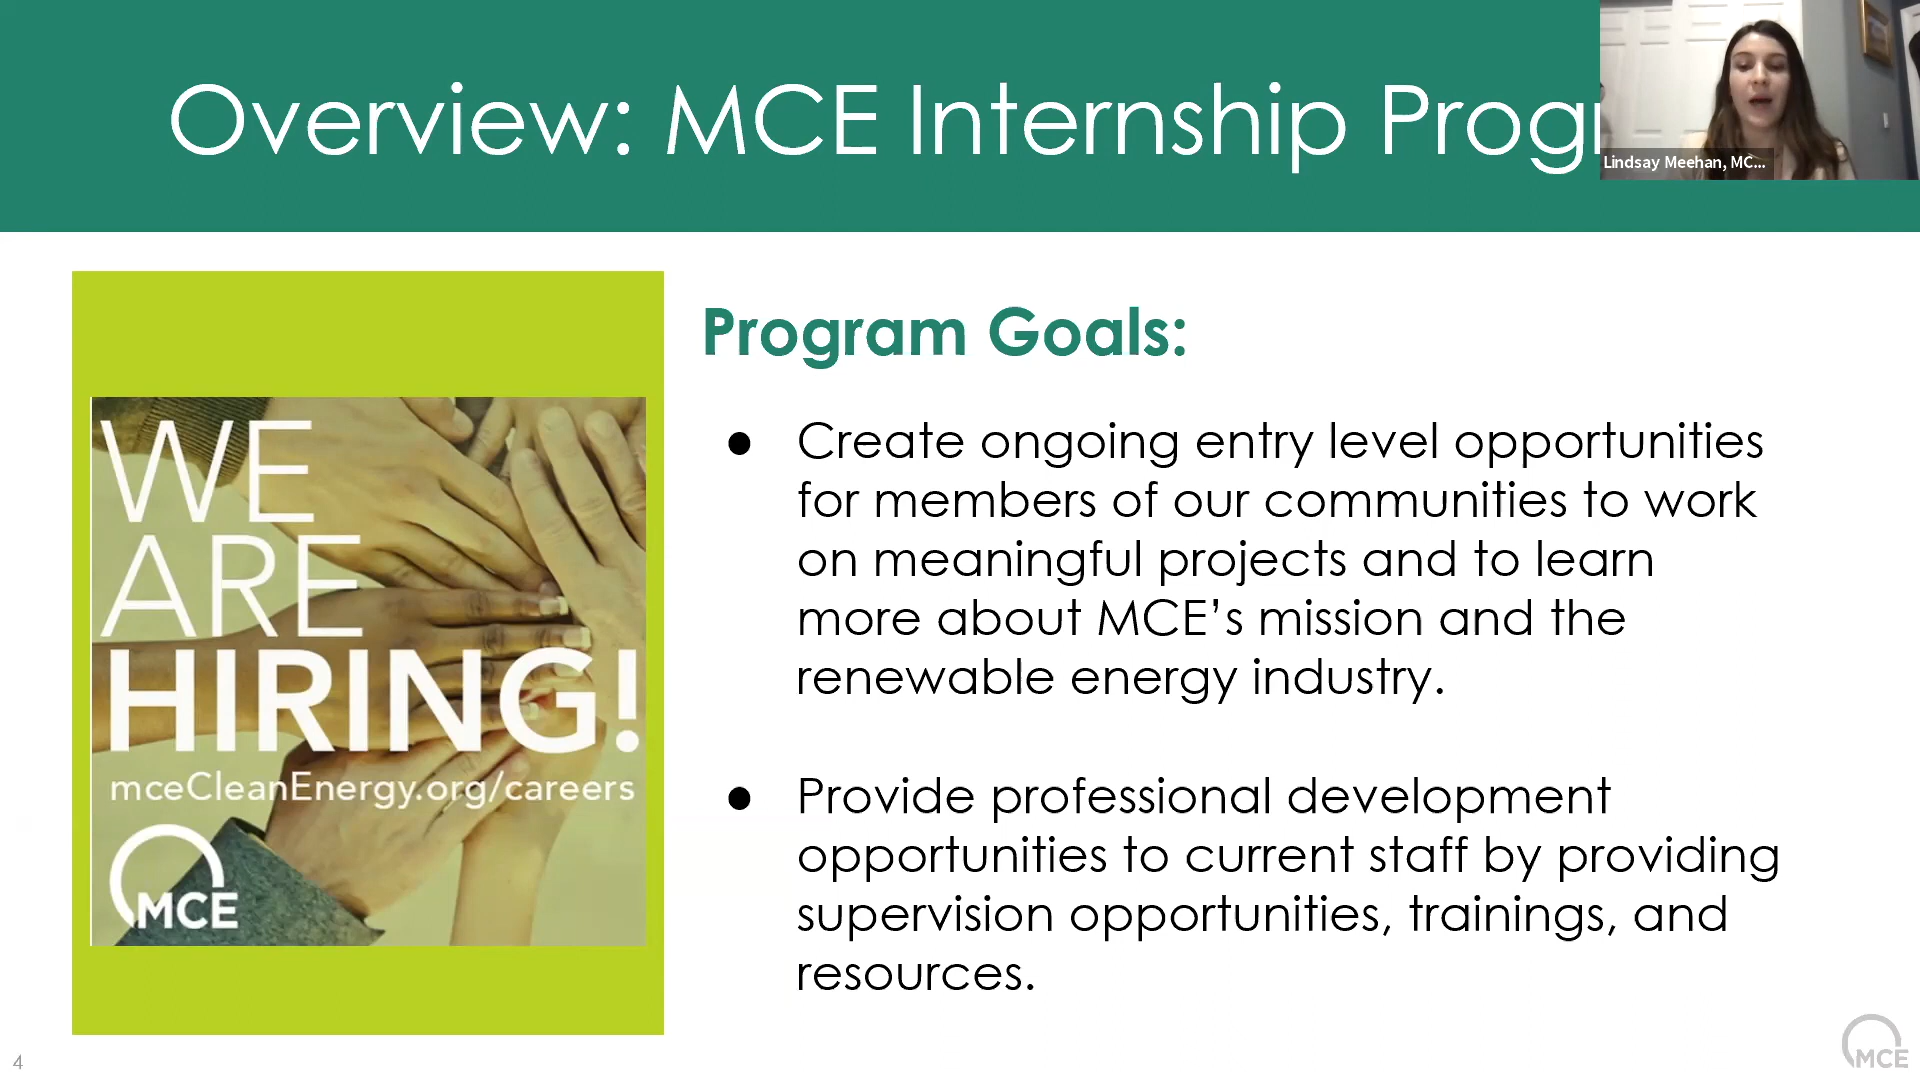 Overview: MCE Internship Progr
Lindsay Meehan, MC...
WE
ARE
HIRING!
mceCleanEnergy.org/careers
MCE
Program Goals:
● Create ongoing entry level opportunities
for members of our communities to work
on meaningful projects and to learn
more about MCE’s mission and the
renewable energy industry.
● Provide professional development
opportunities to current staff by providing
supervision opportunities, trainings, and
resources.
4
MCE